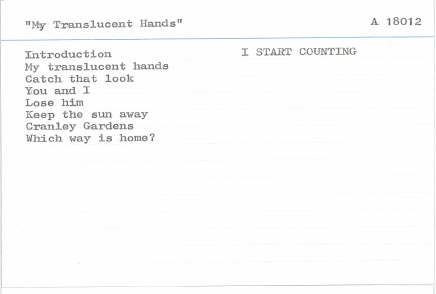 "My Translucent Hands"
A 18012
Introduction
My translucent hands
Catch that look
You and I
Lose him
Keep the sun away
Cranley Gardens
Which way is home?
I START COUNTING